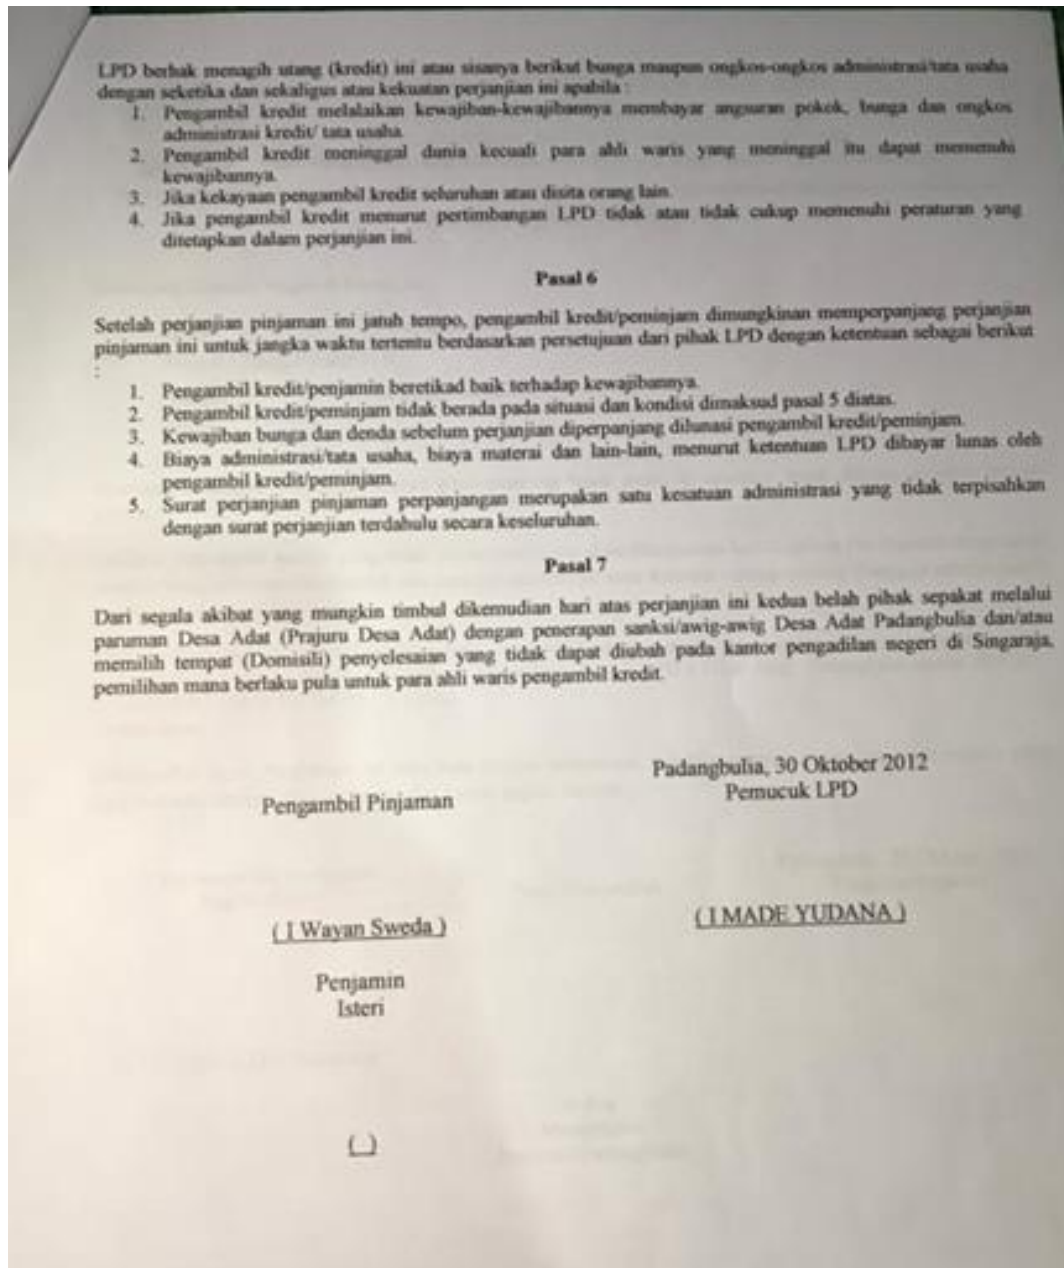 LPD berhak menagih utang (kredit) ini atau sisanya berikut bunga maupun ongkos-ongkos administrasi/tata usaha
dengan seketika dan sekaligus atau kekuatan perjanjian ini apabila :
1. Pengambil kredit melalaikan kewajiban-kewajibannya membayar angsuran pokok, bunga dan ongkos
administrasi kredit/ tata usaha.
2. Pengambil kredit meninggal dunia kecuali para ahli waris yang meninggal itu dapat memenuhi
kewajibannya.
3. Jika kekayaan pengambil kredit seluruhan atau disita orang lain.
4. Jika pengambil kredit menurut pertimbangan LPD tidak atau tidak cukup memenuhi peraturan yang
ditetapkan dalam perjanjian ini.
Pasal 6
Setelah perjanjian pinjaman ini jatuh tempo, pengambil kredit/peminjam dimungkinan memperpanjang perjanjian
pinjaman ini untuk jangka waktu tertentu berdasarkan persetujuan dari pihak LPD dengan ketentuan sebagai berikut
:
1. Pengambil kredit/penjamin beretikad baik terhadap kewajibannya.
2. Pengambil kredit/peminjam tidak berada pada situasi dan kondisi dimaksud pasal 5 diatas.
3. Kewajiban bunga dan denda sebelum perjanjian diperpanjang dilunasi pengambil kredit/peminjam.
4. Biaya administrasi/tata usaha, biaya materai dan lain-lain, menurut ketentuan LPD dibayar lunas oleh
pengambil kredit/peminjam.
5. Surat perjanjian pinjaman perpanjangan merupakan satu kesatuan administrasi yang tidak terpisahkan
dengan surat perjanjian terdahulu secara keseluruhan.
Pasal 7
Dari segala akibat yang mungkin timbul dikemudian hari atas perjanjian ini kedua belah pihak sepakat melalui
paruman Desa Adat (Prajuru Desa Adat) dengan penerapan sanksi/awig-awig Desa Adat Padangbulia dan/atau
memilih tempat (Domisili) penyelesaian yang tidak dapat diubah pada kantor pengadilan negeri di Singaraja,
pemilihan mana berlaku pula untuk para ahli waris pengambil kredit.
Padangbulia, 30 Oktober 2012
Pengambil Pinjaman
Pemucuk LPD
( I Wayan Sweda )
( I MADE YUDANA )
Penjamin
Isteri
( )